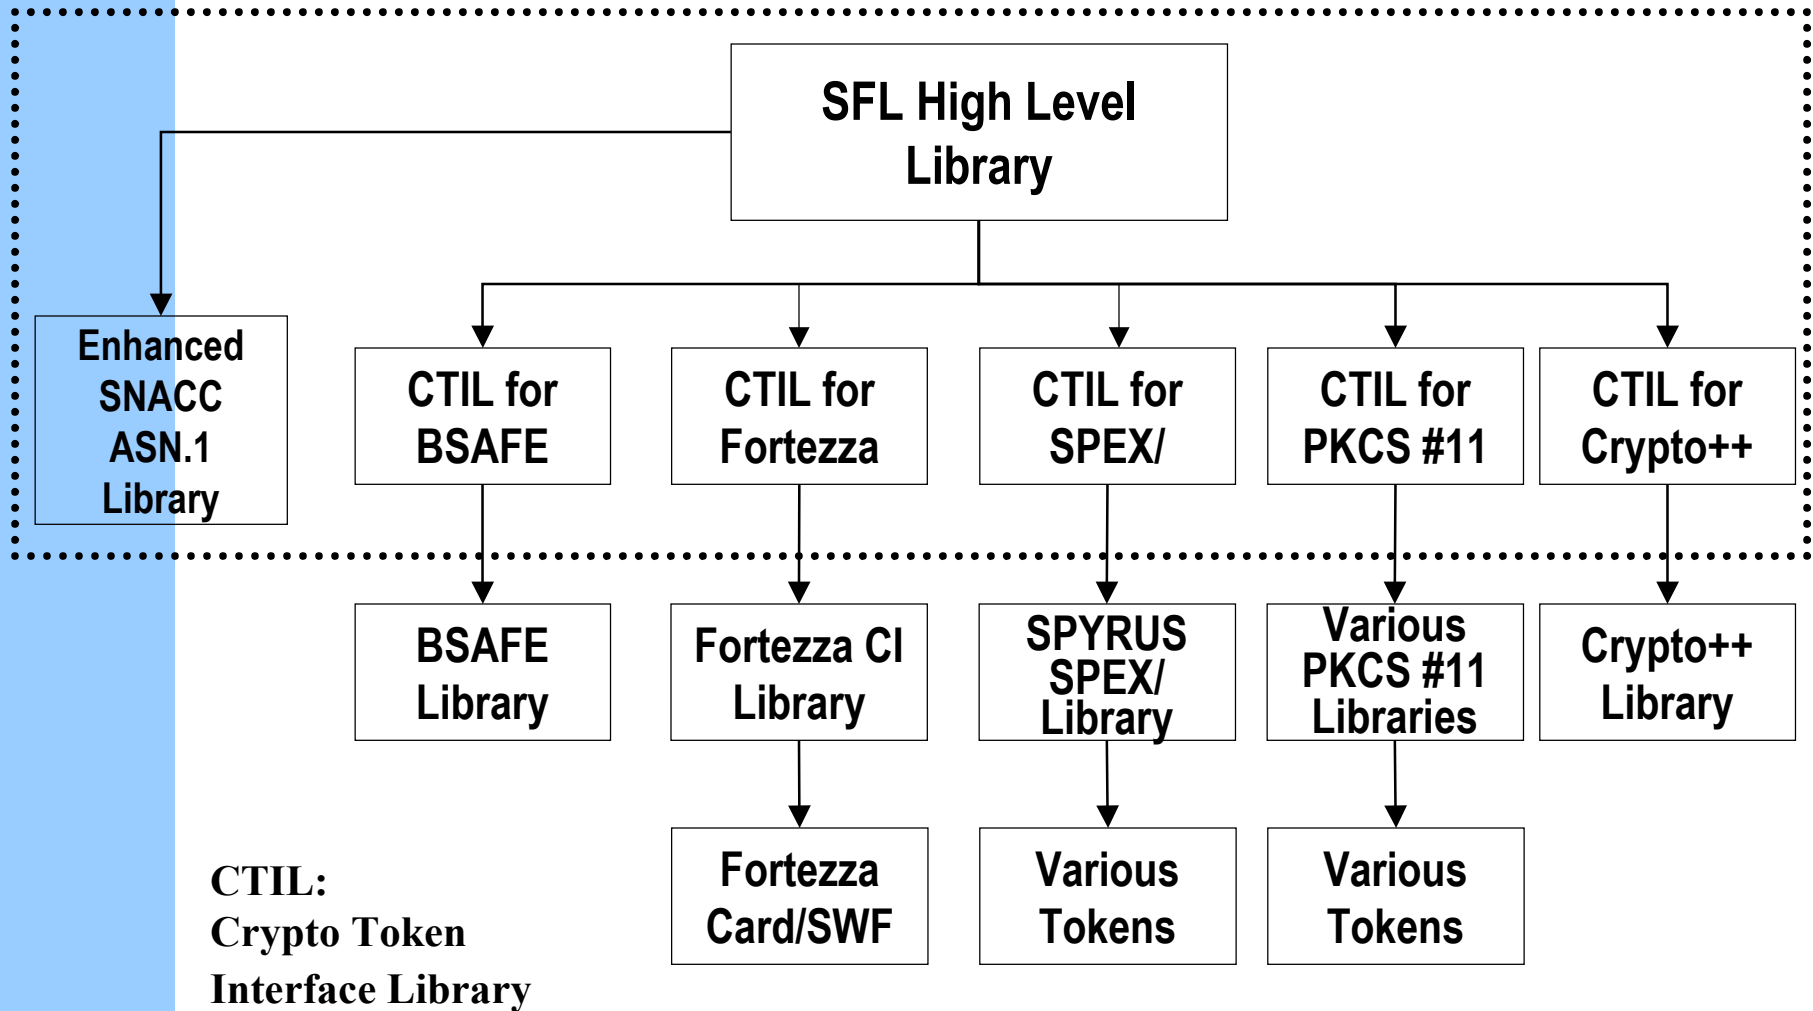 SFL High Level
Library
Enhanced
SNACC
ASN.1
Library
CTIL for
BSAFE
CTIL for
Fortezza
CTIL for
SPEX/
CTIL for
PKCS #11
CTIL for
Crypto++
BSAFE
Library
Fortezza CI
Library
SPYRUS
SPEX/
Library
Various
PKCS #11
Libraries
Crypto++
Library
Fortezza
Card/SWF
Various
Tokens
Various
Tokens
CTIL:
Crypto Token
Interface Library